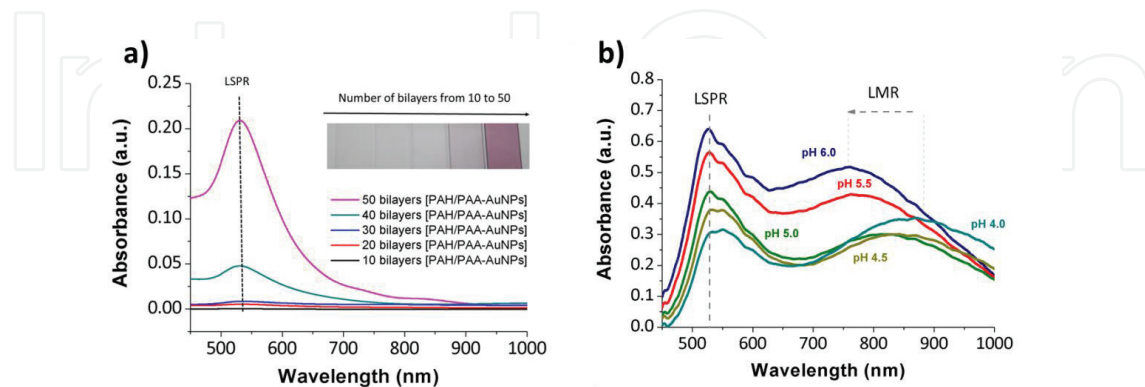 a)
LSPR
Number of bilayers from 10 to 50
50 bilayers [PAH/PAA-AuNPs]
40 bilayers [PAH/PAA-AuNPs]
30 bilayers [PAH/PAA-AuNPs]
20 bilayers [PAH/PAA-AuNPs]
10 bilayers [PAH/PAA-AuNPs]
Absorbance (a.u.)
0.25
0.20
0.15
0.10
0.05
0.00
500 600 700 800 900 1000
Wavelength (nm)
b)
LSPR
LMR
pH 6.0
pH 5.5
pH 5.0
pH 4.0
pH 4.5
Absorbance (a.u.)
0.8
0.7
0.6
0.5
0.4
0.3
0.2
0.1
0.0
500 600 700 800 900 1000
Wavelength (nm)